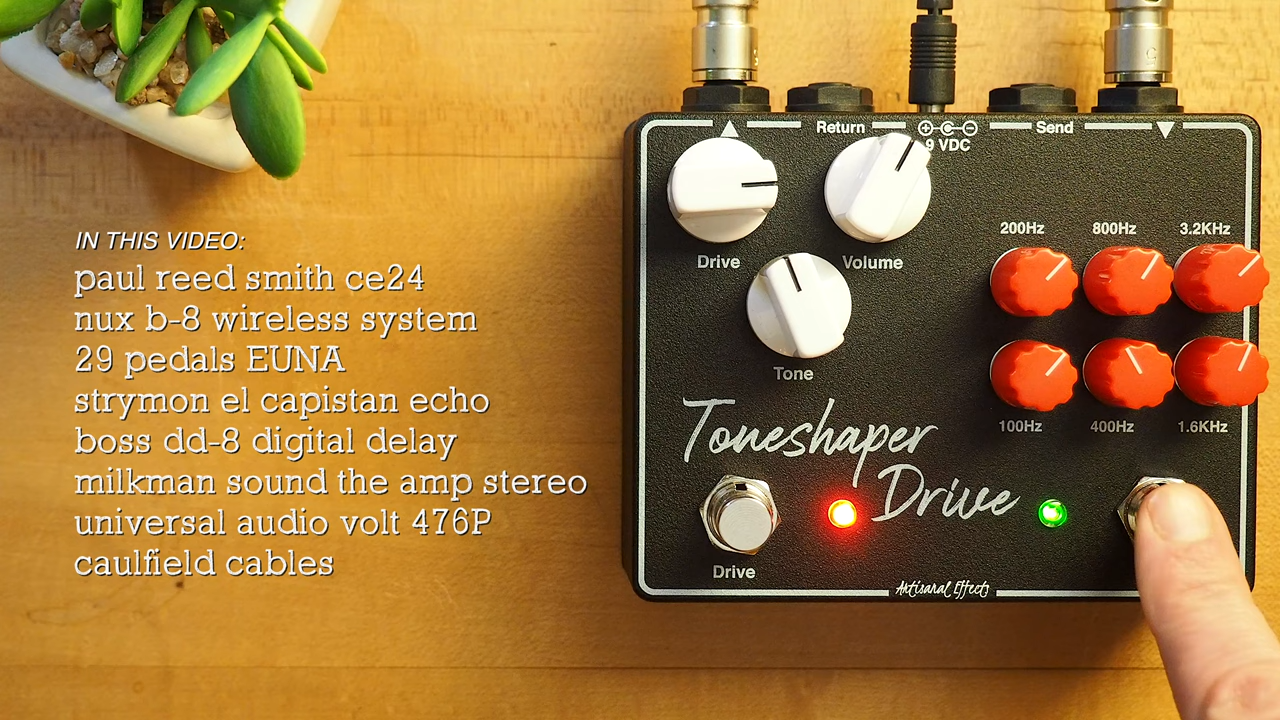 IN THIS VIDEO:
paul reed smith ce24
nux b-8 wireless system
29 pedals EUNA
strymon el capistan echo
boss dd-8 digital delay
milkman sound the amp stereo
universal audio volt 476P
caulfield cables
Return
9 VDC
Send
Drive
Volume
Tone
200Hz 800Hz 3.2KHz
100Hz 400Hz 1.6KHz
Toneshaper
Drive
Drive
Artisanal Effects